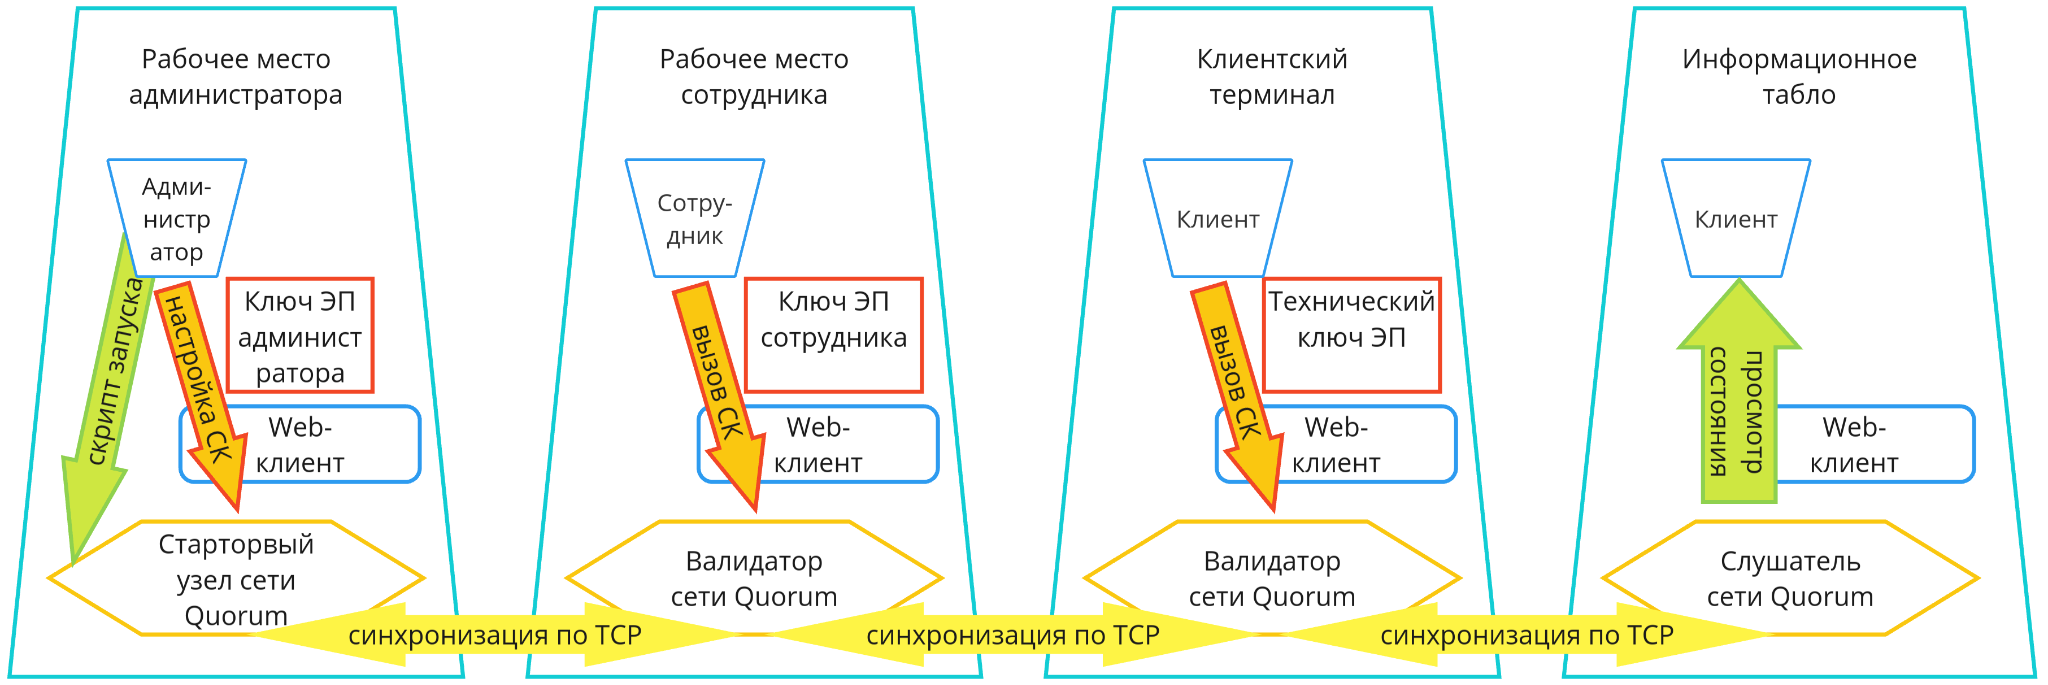 Рабочее место
администратора
Адми-
нистр
атор
скрипт запуска
настройка СК
Ключ ЭП
админист
ратора
Web-
клиент
Старторвый
узел сети
Quorum
синхронизация по TCP
Рабочее место
сотрудника
Сотру-
дник
вызов СК
Ключ ЭП
сотрудника
Web-
клиент
Валидатор
сети Quorum
синхронизация по TCP
Клиентский
терминал
Клиент
вызов СК
Технический
ключ ЭП
Web-
клиент
Валидатор
сети Quorum
синхронизация по TCP
Информационное
табло
Клиент
просмотр
состояния
Web-
клиент
Слушатель
сети Quorum